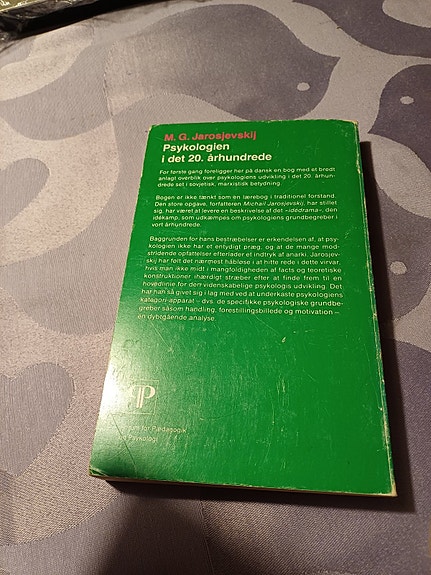 M. G. Jarosjevskij
Psykologien
i det 20. århundrede
For første gang foreligger her på dansk en bog med et bredt
anlagt overblik over psykologiens udvikling i det 20. århun-
drede set i sovjetisk, marxistisk betydning.
Bogen er ikke tænkt som en lærebog i traditionel forstand.
Den store opgave, forfatteren Michail Jarosjevskij, har stillet
sig, har været at levere en beskrivelse af det »idédrama«, den
idékamp, som udkæmpes om psykologiens grundbegreber i
vort århundrede.
Baggrunden for hans bestræbelser er erkendelsen af, at psy-
kologien ikke har et entydigt præg, og at de mange mod-
stridende opfattelser efterlader et indtryk af anarki. Jarosjev-
skij har følt det nærmest håbløse i at hitte rede i dette virvar,
hvis man ikke midt i mangfoldigheden af facts og teoretiske
konstruktioner ihærdigt stræber efter at finde frem til en
hovedlinie for den videnskabelige psykologis udvikling. Det
har han så givet sig i lag med ved at underkaste psykologiens
kategori-apparat – dvs. de specifikke psykologiske grundbe-
greber såsom handling, forestillingsbillede og motivation –
en dybtgående analyse.
for Pædagogik
Psykologi